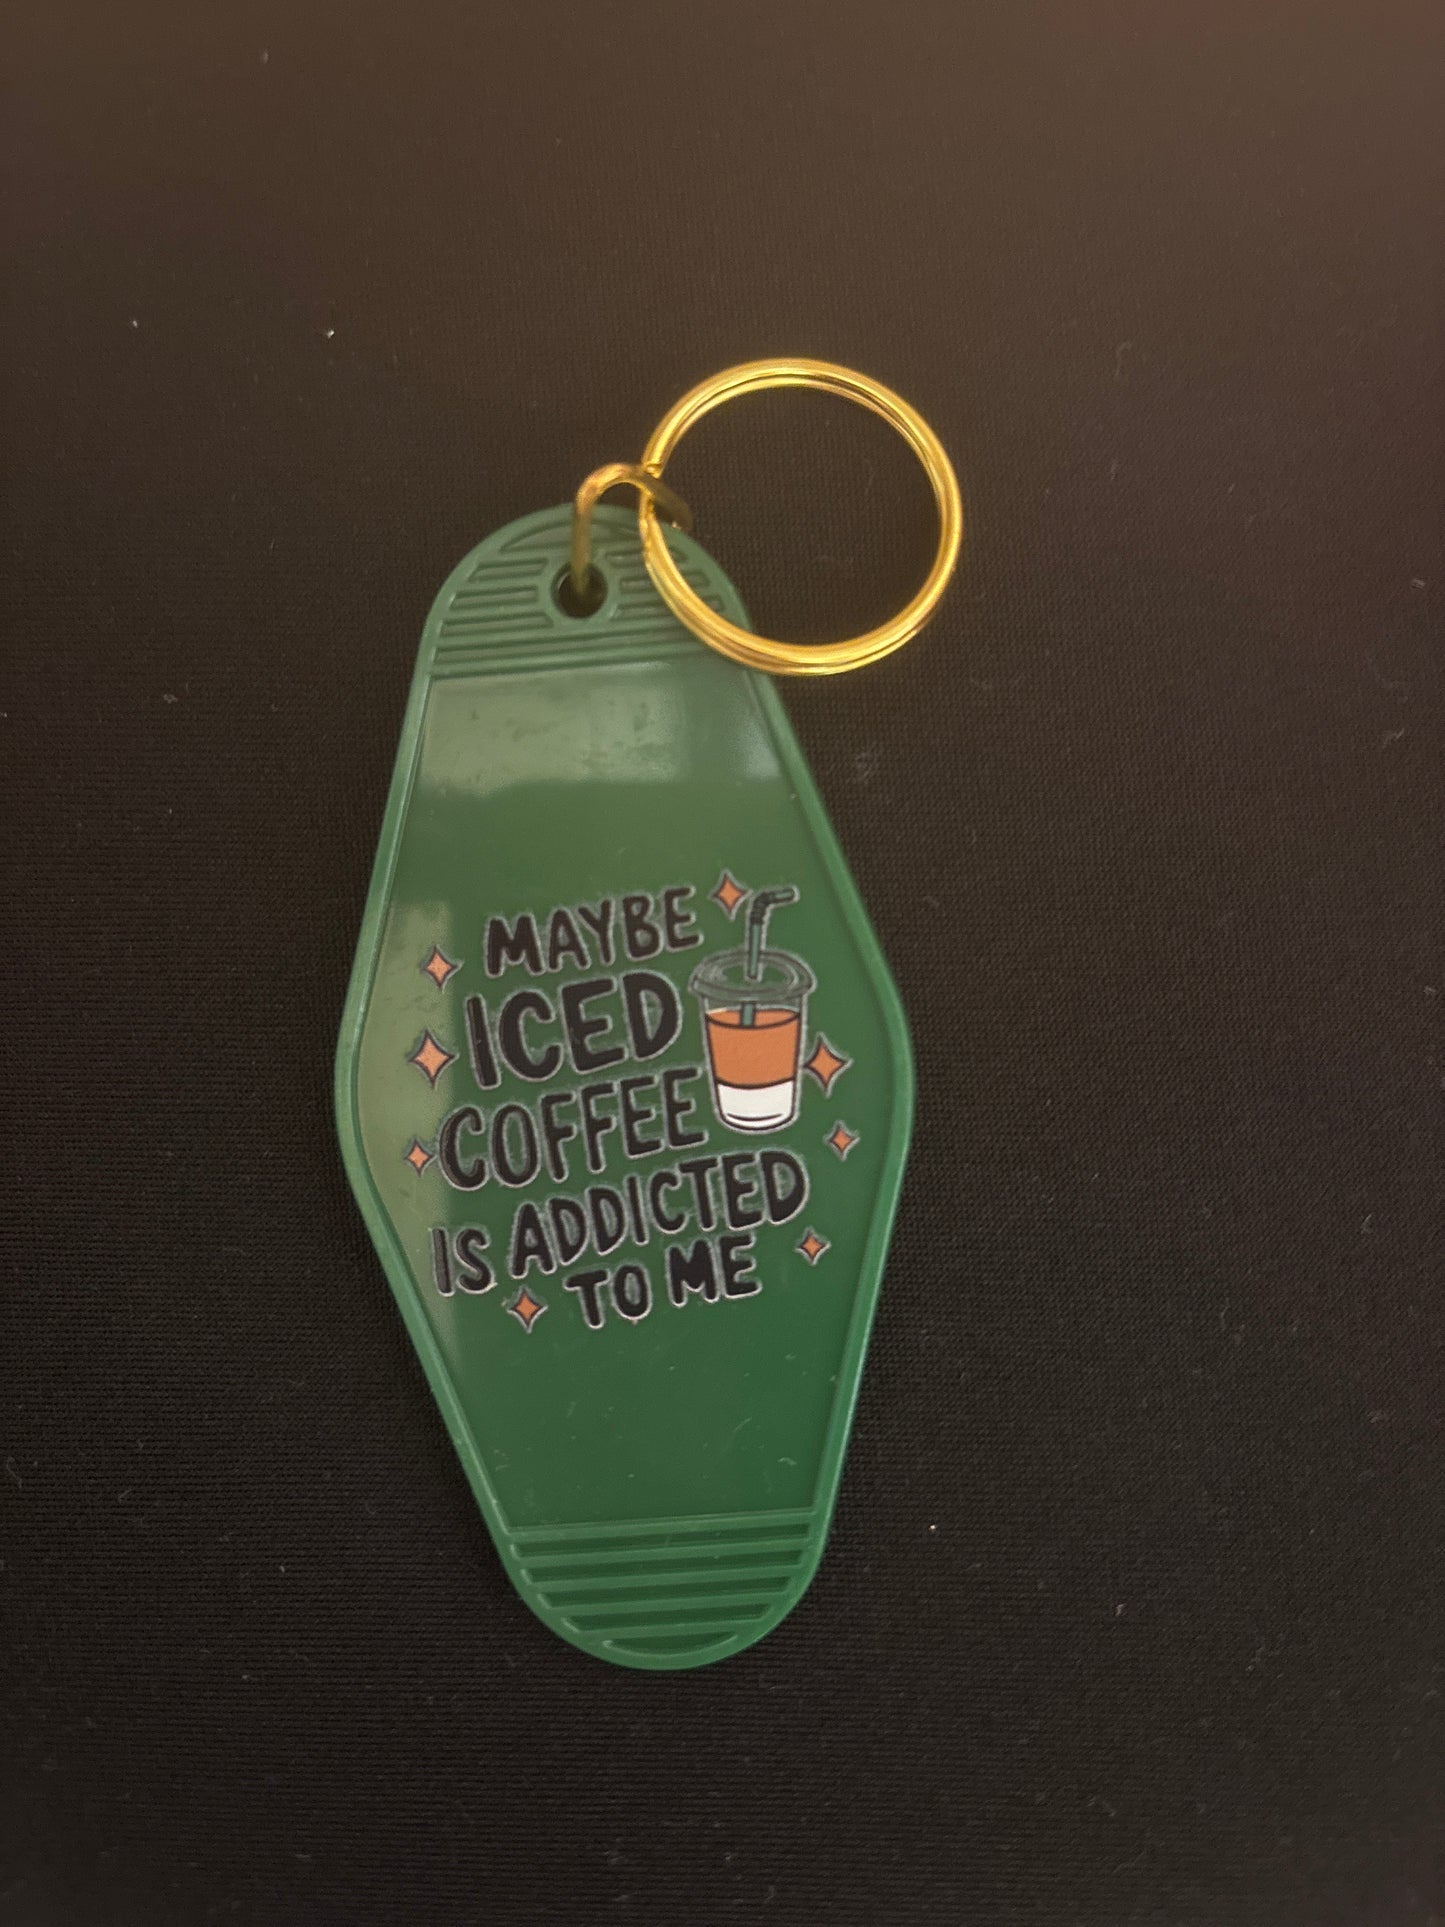 MAYBE
ICED
COFFEE
IS ADDICTED
TO ME